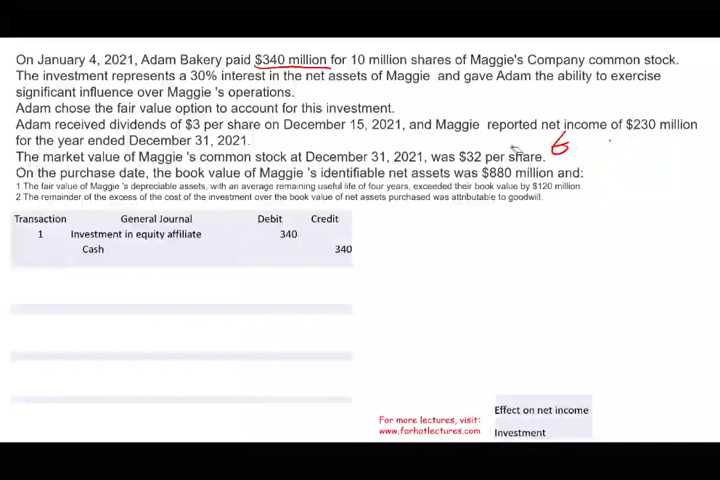 On January 4, 2021, Adam Bakery paid $340 million for 10 million shares of Maggie's Company common stock.
The investment represents a 30% interest in the net assets of Maggie and gave Adam the ability to exercise
significant influence over Maggie 's operations.
Adam chose the fair value option to account for this investment.
Adam received dividends of $3 per share on December 15, 2021, and Maggie reported net income of $230 million
for the year ended December 31, 2021.
The market value of Maggie 's common stock at December 31, 2021, was $32 per share.
6
On the purchase date, the book value of Maggie 's identifiable net assets was $880 million and:
1.The fair value of Maggie 's depreciable assets, with an average remaining useful life of four years, exceeded their book value by $120 million.
2.The remainder of the excess of the cost of the investment over the book value of net assets purchased was attributable to goodwill.
Transaction General Journal Debit Credit
1 Investment in equity affiliate 340
Cash 340
For more lectures, visit:
www.farhatlectures.com
Effect on net income
Investment